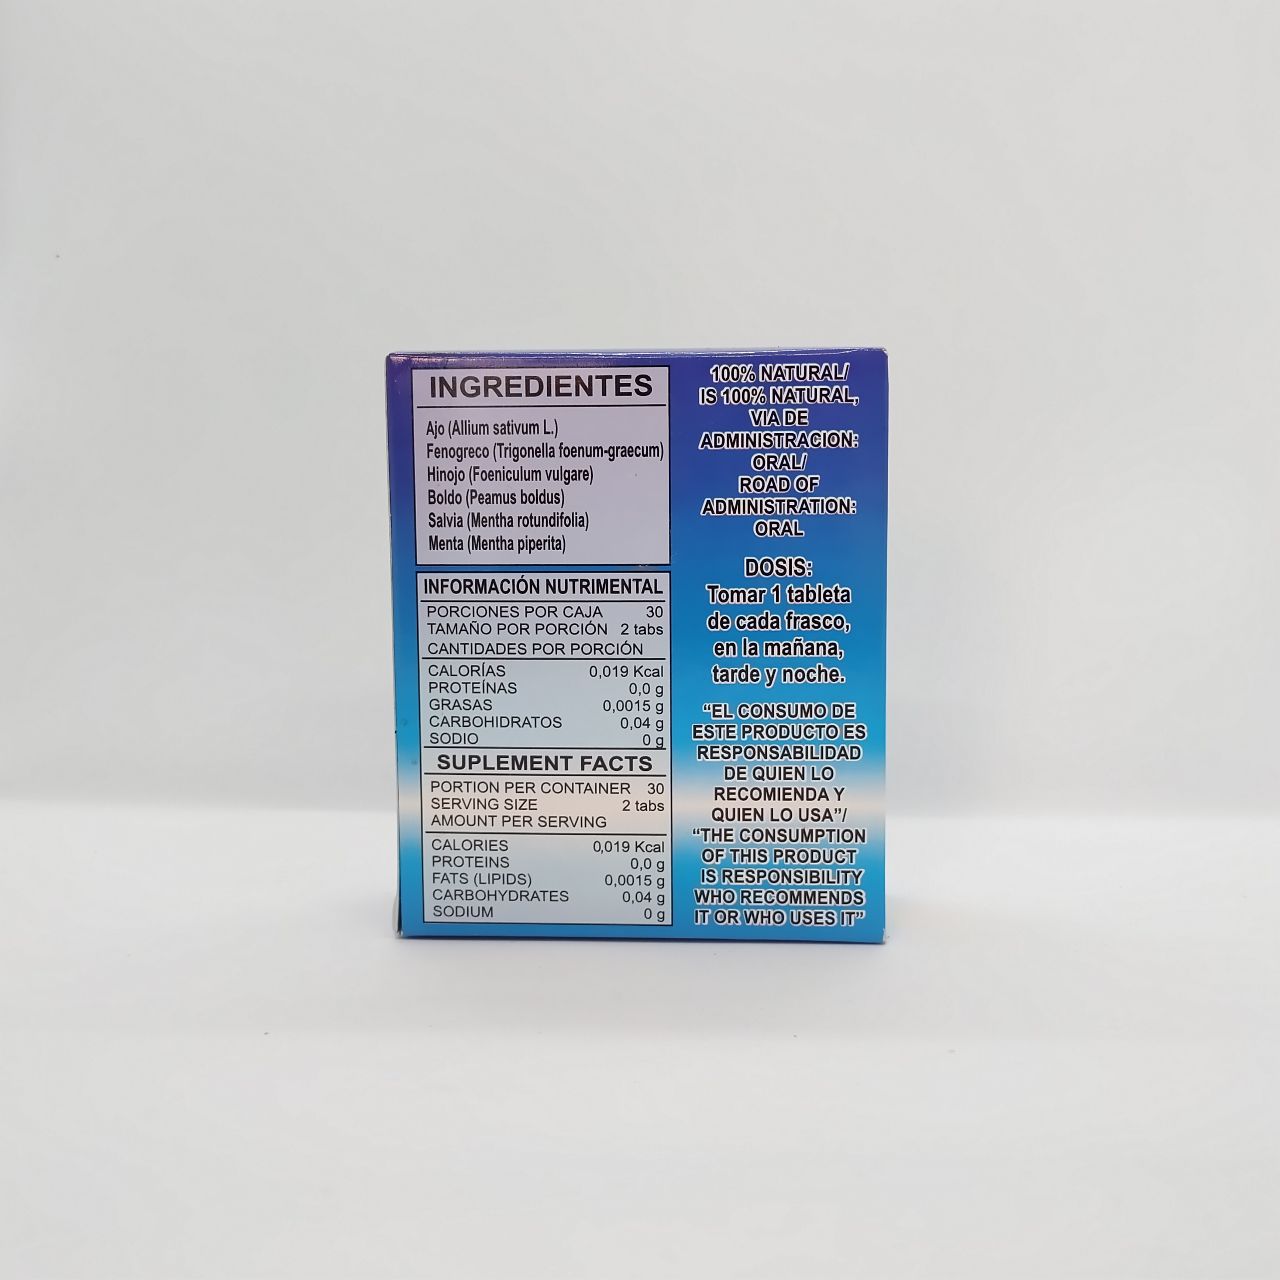 INGREDIENTES
Ajo (Allium sativum L.)
Fenogreco (Trigonella foenum-graecum)
Hinojo (Foeniculum vulgare)
Boldo (Peamus boldus)
Salvia (Mentha rotundifolia)
Menta (Mentha piperita)
INFORMACIÓN NUTRIMENTAL
PORCIONES POR CAJA 30
TAMAÑO POR PORCIÓN 2 tabs
CANTIDADES POR PORCIÓN
CALORÍAS 0,019 Kcal
PROTEÍNAS 0,0 g
GRASAS 0,0015 g
CARBOHIDRATOS 0,04 g
SODIO 0 g
SUPLEMENT FACTS
PORTION PER CONTAINER 30
SERVING SIZE 2 tabs
AMOUNT PER SERVING
CALORIES 0,019 Kcal
PROTEINS 0,0 g
FATS (LIPIDS) 0,0015 g
CARBOHYDRATES 0,04 g
SODIUM 0 g
100% NATURAL/
IS 100% NATURAL,
VIA DE
ADMINISTRACION:
ORAL/
ROAD OF
ADMINISTRATION:
ORAL
DOSIS:
Tomar 1 tableta
de cada frasco,
en la mañana,
tarde y noche.
“EL CONSUMO DE
ESTE PRODUCTO ES
RESPONSABILIDAD
DE QUIEN LO
RECOMIENDA Y
QUIEN LO USA”/
“THE CONSUMPTION
OF THIS PRODUCT
IS RESPONSIBILITY
WHO RECOMMENDS
IT OR WHO USES IT”